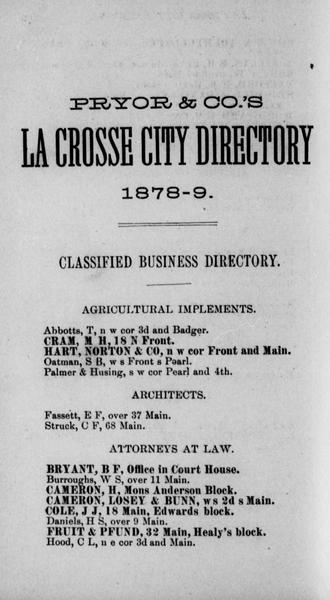 PRYOR & CO.'S
LA CROSSE CITY DIRECTORY
1878-9.
CLASSIFIED BUSINESS DIRECTORY.
AGRICULTURAL IMPLEMENTS.
Abbotts, T, n w cor 3d and Badger.
CRAM, M H, 18 N Front.
HART, NORTON & CO, n w cor Front and Main.
Oatman, S B, w s Front s Pearl.
Palmer & Husing, s w cor Pearl and 4th.
ARCHITECTS.
Fassett, E F, over 37 Main.
Struck, C F, 68 Main.
ATTORNEYS AT LAW.
BRYANT, B F, Office in Court House.
Burroughs, W S, over 11 Main.
CAMERON, H, Mons Anderson Block.
CAMERON, LOSEY & BUNN, w s 2d s Main.
COLE, J J, 18 Main, Edwards block.
Daniels, H S, over 9 Main.
FRUIT & PFUND, 32 Main, Healy's block.
Hood, C L, n e cor 3d and Main.